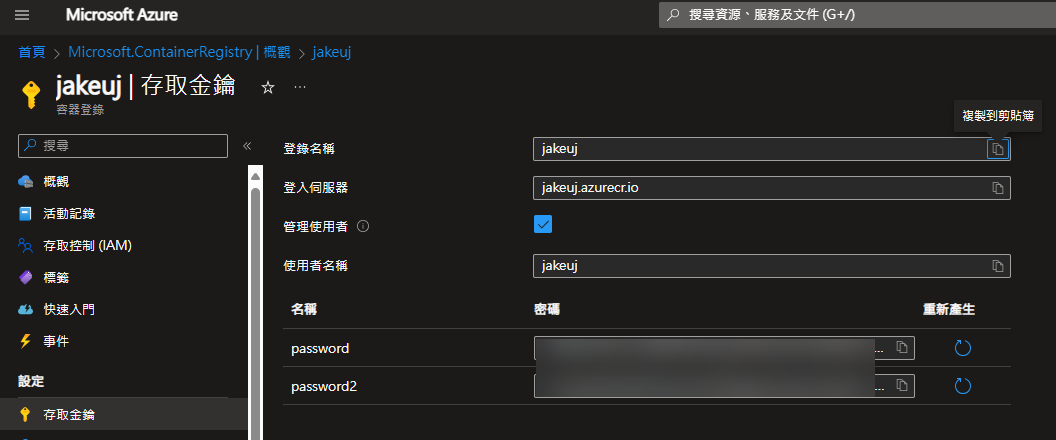 Microsoft Azure
搜尋資源、服務及文件 (G+/)
首頁 > Microsoft.ContainerRegistry | 概觀 > jakeuj
jakeuj | 存取金鑰
容器登錄
複製到剪貼簿
搜尋
概觀
活動記錄
存取控制 (IAM)
標籤
快速入門
事件
設定
存取金鑰
登錄名稱 jakeuj
登入伺服器 jakeuj.azurecr.io
管理使用者
使用者名稱 jakeuj
名稱 密碼 重新產生
password ...
password2 ...